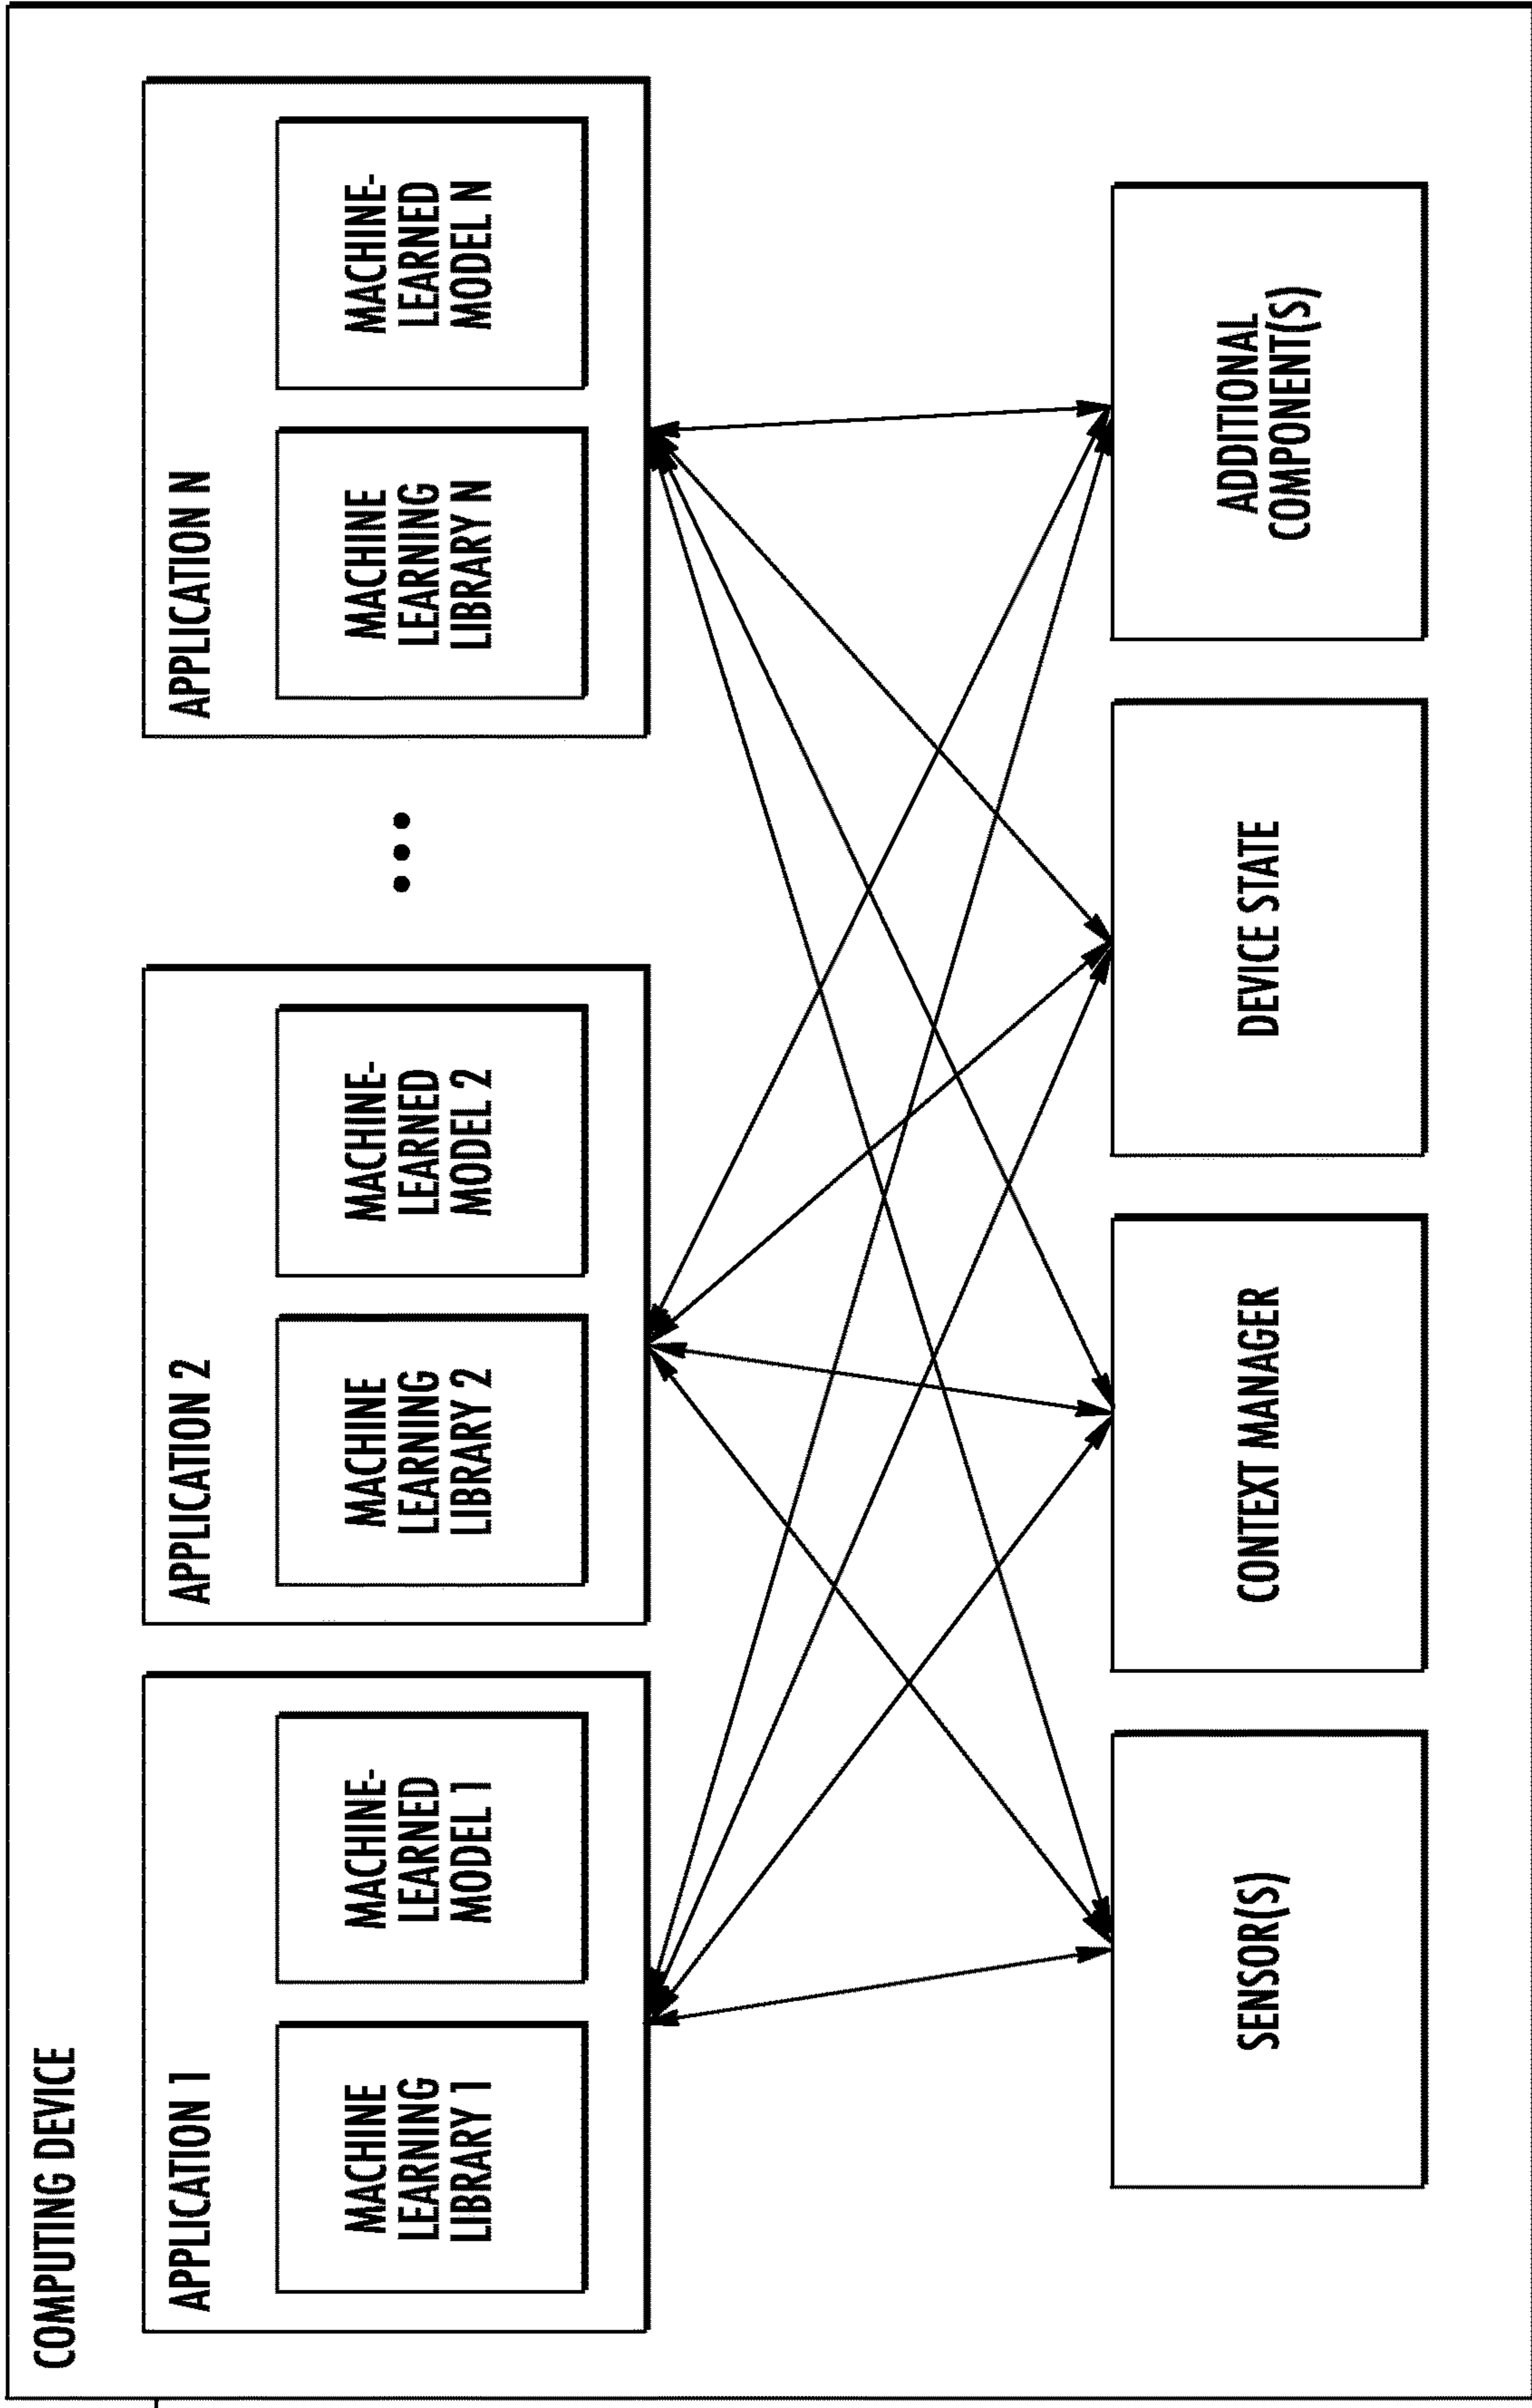 COMPUTING DEVICE
APPLICATION 1
MACHINE
LEARNING
LIBRARY 1
MACHINE-
LEARNED
MODEL 1
APPLICATION 2
MACHINE
LEARNING
LIBRARY 2
MACHINE-
LEARNED
MODEL 2
APPLICATION N
MACHINE
LEARNING
LIBRARY N
MACHINE-
LEARNED
MODEL N
SENSOR(S)
CONTEXT MANAGER
DEVICE STATE
ADDITIONAL
COMPONENT(S)